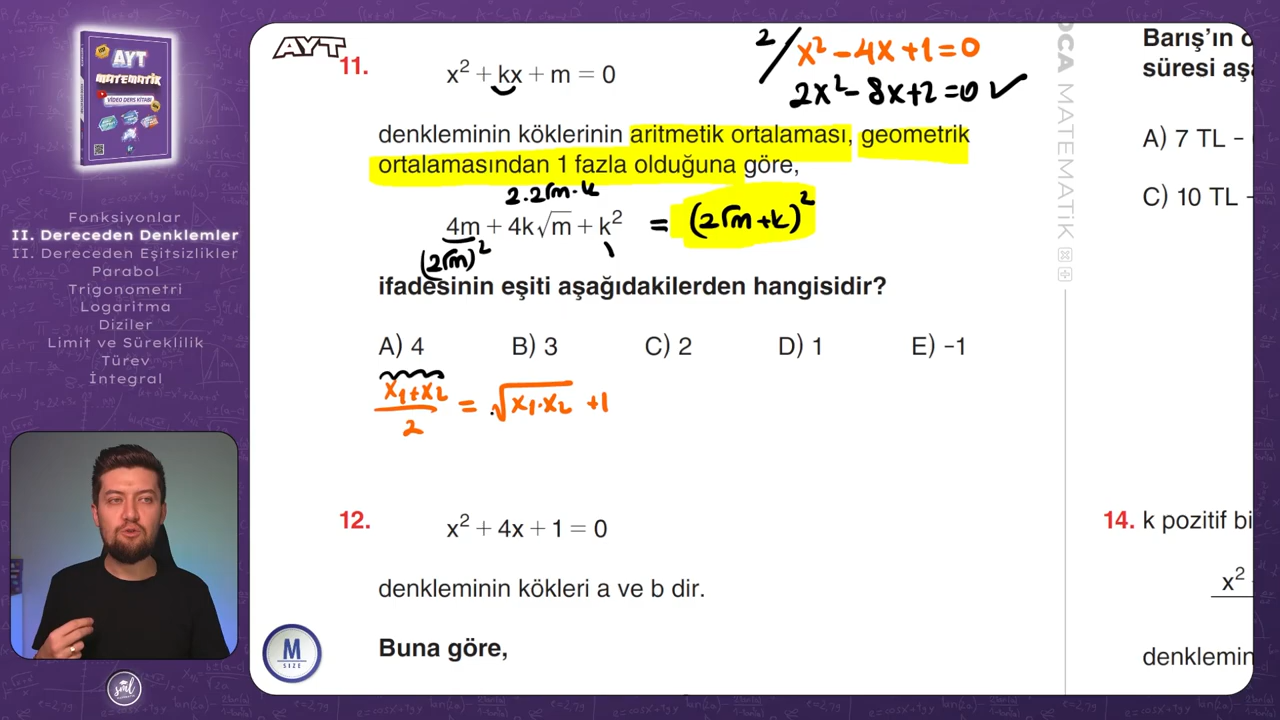 AYT
MATEMATİK
VİDEO DERS KİTABI
Fonksiyonlar
II. Dereceden Denklemler
II. Dereceden Eşitsizlikler
Parabol
Trigonometri
Logaritma
Diziler
Limit ve Süreklilik
Türev
İntegral
sml
AYT
11. x² + kx + m = 0
2/ x² - 4x + 1 = 0
2x² - 8x + 2 = 0 ✓
denkleminin köklerinin aritmetik ortalaması, geometrik
ortalamasından 1 fazla olduğuna göre,
2.2√m.k
4m + 4k√m + k² = (2√m + k)²
(2√m)²
ifadesinin eşiti aşağıdakilerden hangisidir?
A) 4 B) 3 C) 2 D) 1 E) –1
(x₁+x₂)/2 = √(x₁.x₂) + 1
12. x² + 4x + 1 = 0
denkleminin kökleri a ve b dir.
Buna göre,
M
SIZE
OCA MATEMATİK
Barış'ın
süresi
A) 7 TL –
C) 10 TL –
14. k pozitif
x²